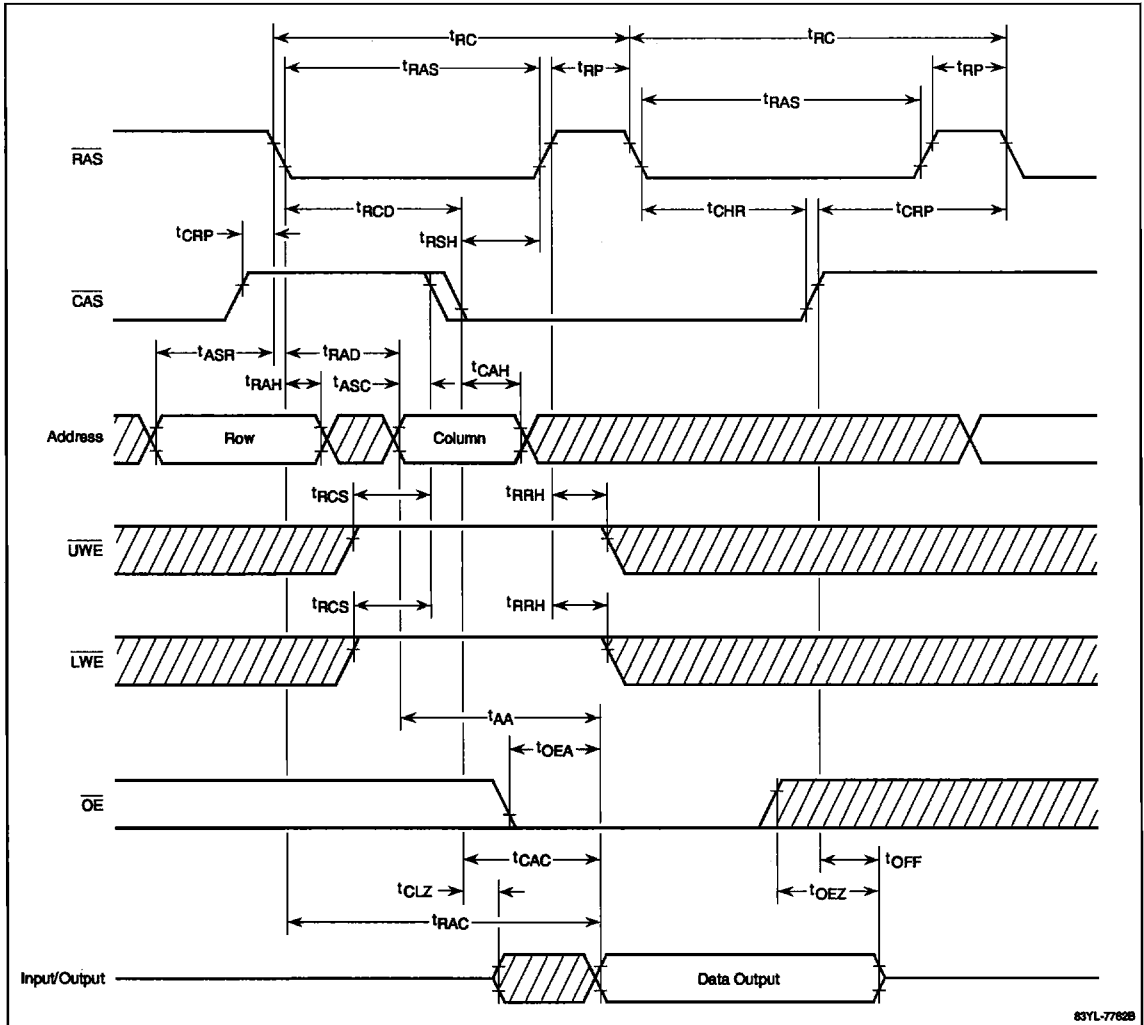 tRC tRC
tRAS tRP tRP
tRAS
RAS
tRCD tCHR tCRP
tCRP tRSH
CAS
tASR tRAD tCAH
tRAH tASC
Address Row Column
tRCS tRRH
UWE
tRCS tRRH
LWE
tAA
tOEA
OE
tCAC tOFF
tCLZ tOEZ
tRAC
Input/Output Data Output
83YL-7762B